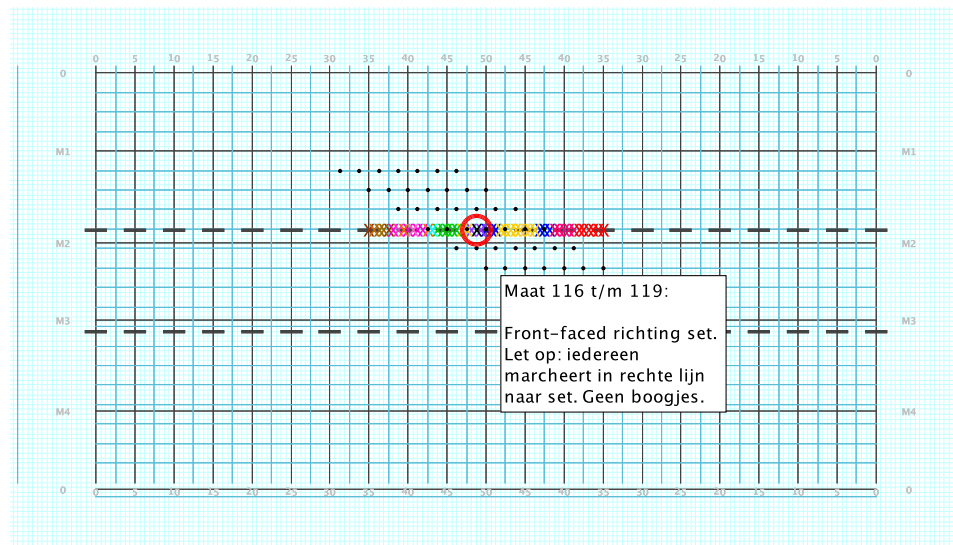 0 5 10 15 20 25 30 35 40 45 50 45 40 35 30 25 20 15 10 5 0
0 0
M1 M1
M2 M2
Maat 116 t/m 119:
Front-faced richting set.
M3 M3
Let op: iedereen
marcheert in rechte lijn
naar set. Geen boogjes.
M4 M4
0 0
0 5 10 15 20 25 30 35 40 45 50 45 40 35 30 25 20 15 10 5 0